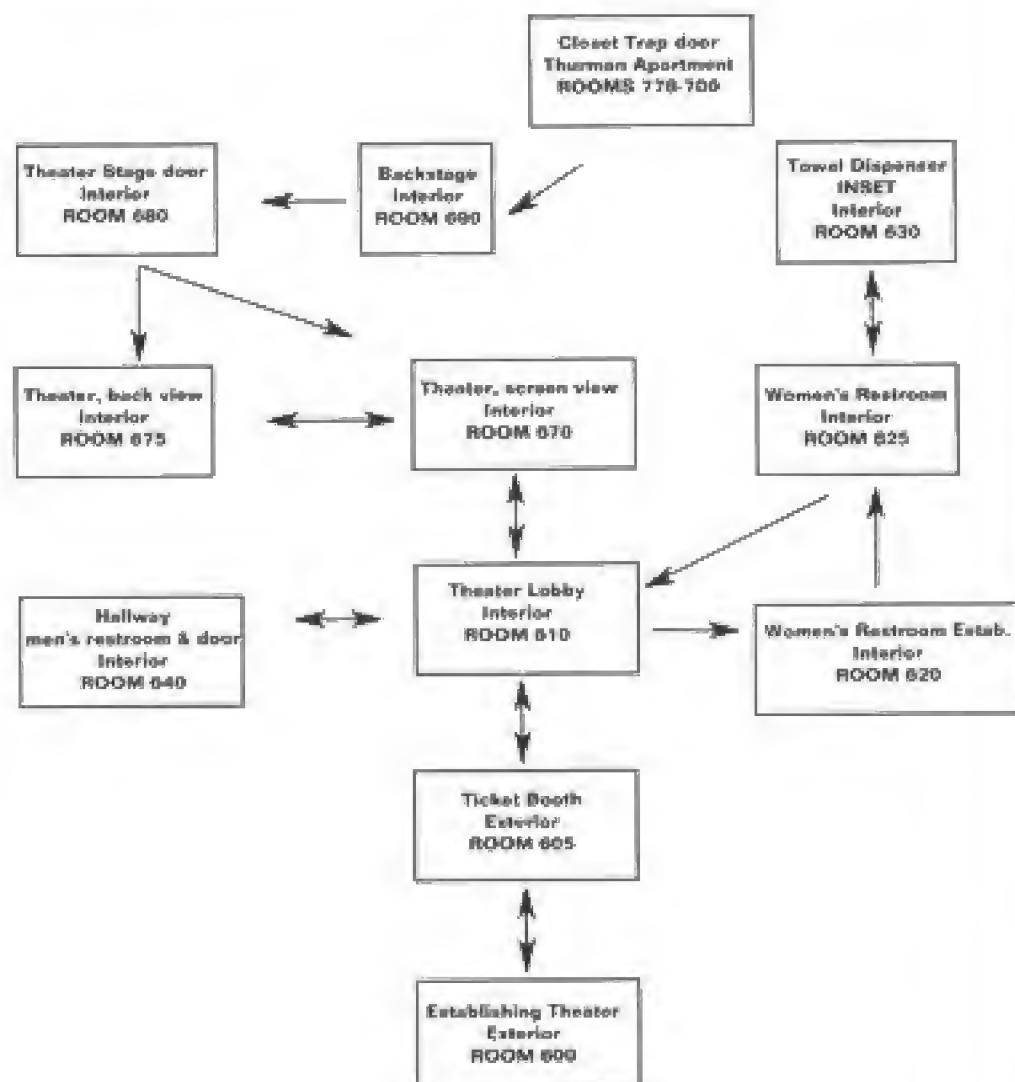 Closet Trap door
Thurman Apartment
ROOMS 778-700
Theater Stage door
Interior
ROOM 680
Backstage
Interior
ROOM 690
Towel Dispenser
INSET
Interior
ROOM 630
Theater, back view
Interior
ROOM 675
Theater, screen view
Interior
ROOM 670
Women's Restroom
Interior
ROOM 625
Hallway
men's restroom & door
Interior
ROOM 640
Theater Lobby
Interior
ROOM 610
Women's Restroom Estab.
Interior
ROOM 620
Ticket Booth
Exterior
ROOM 605
Establishing Theater
Exterior
ROOM 600